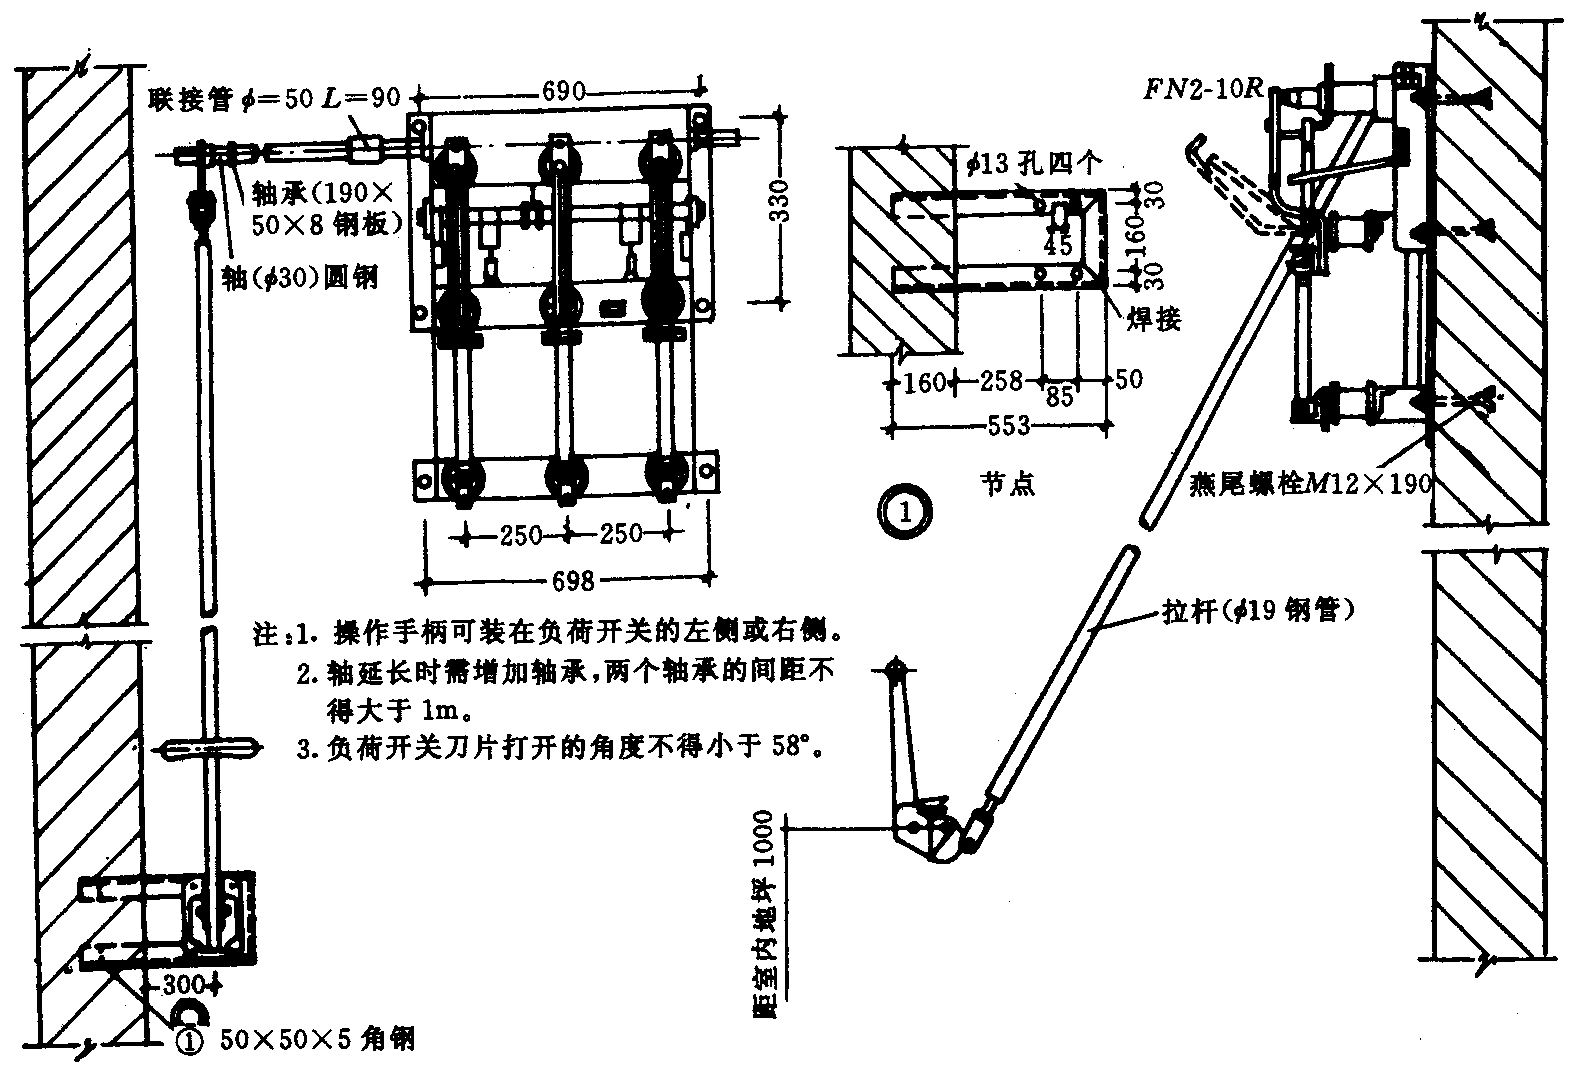 联接管ϕ=50 L=90
690
轴承(190×
50×8钢板)
轴(ϕ30)圆钢
330
250
250
698
ϕ13孔四个
30
160
30
45
焊接
160
258
85
50
553
节点
1
FN2-10R
燕尾螺栓M12×190
拉杆(ϕ19钢管)
注:1. 操作手柄可装在负荷开关的左侧或右侧。
2. 轴延长时需增加轴承,两个轴承的间距不
得大于1m。
3. 负荷开关刀片打开的角度不得小于58°。
距室内地坪1000
300
① 50×50×5角钢